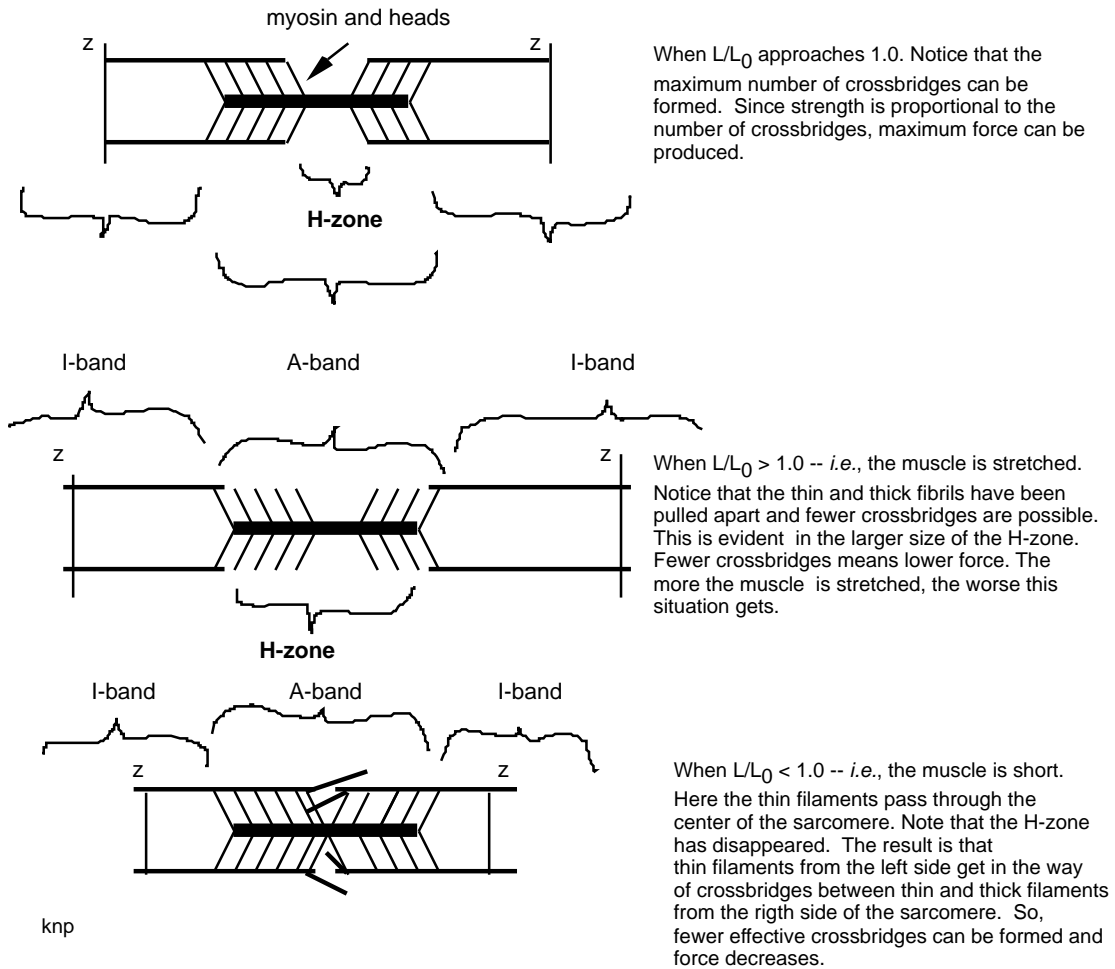 myosin and heads
z
z
When L/L0 approaches 1.0. Notice that the
maximum number of crossbridges can be
formed. Since strength is proportional to the
number of crossbridges, maximum force can be
produced.
H-zone
I-band
A-band
I-band
z
z
When L/L0 > 1.0 -- i.e., the muscle is stretched.
Notice that the thin and thick fibrils have been
pulled apart and fewer crossbridges are possible.
This is evident in the larger size of the H-zone.
Fewer crossbridges means lower force. The
more the muscle is stretched, the worse this
situation gets.
H-zone
I-band
A-band
I-band
z
z
When L/L0 < 1.0 -- i.e., the muscle is short.
Here the thin filaments pass through the
center of the sarcomere. Note that the H-zone
has disappeared. The result is that
thin filaments from the left side get in the way
of crossbridges between thin and thick filaments
from the rigth side of the sarcomere. So,
fewer effective crossbridges can be formed and
force decreases.
knp